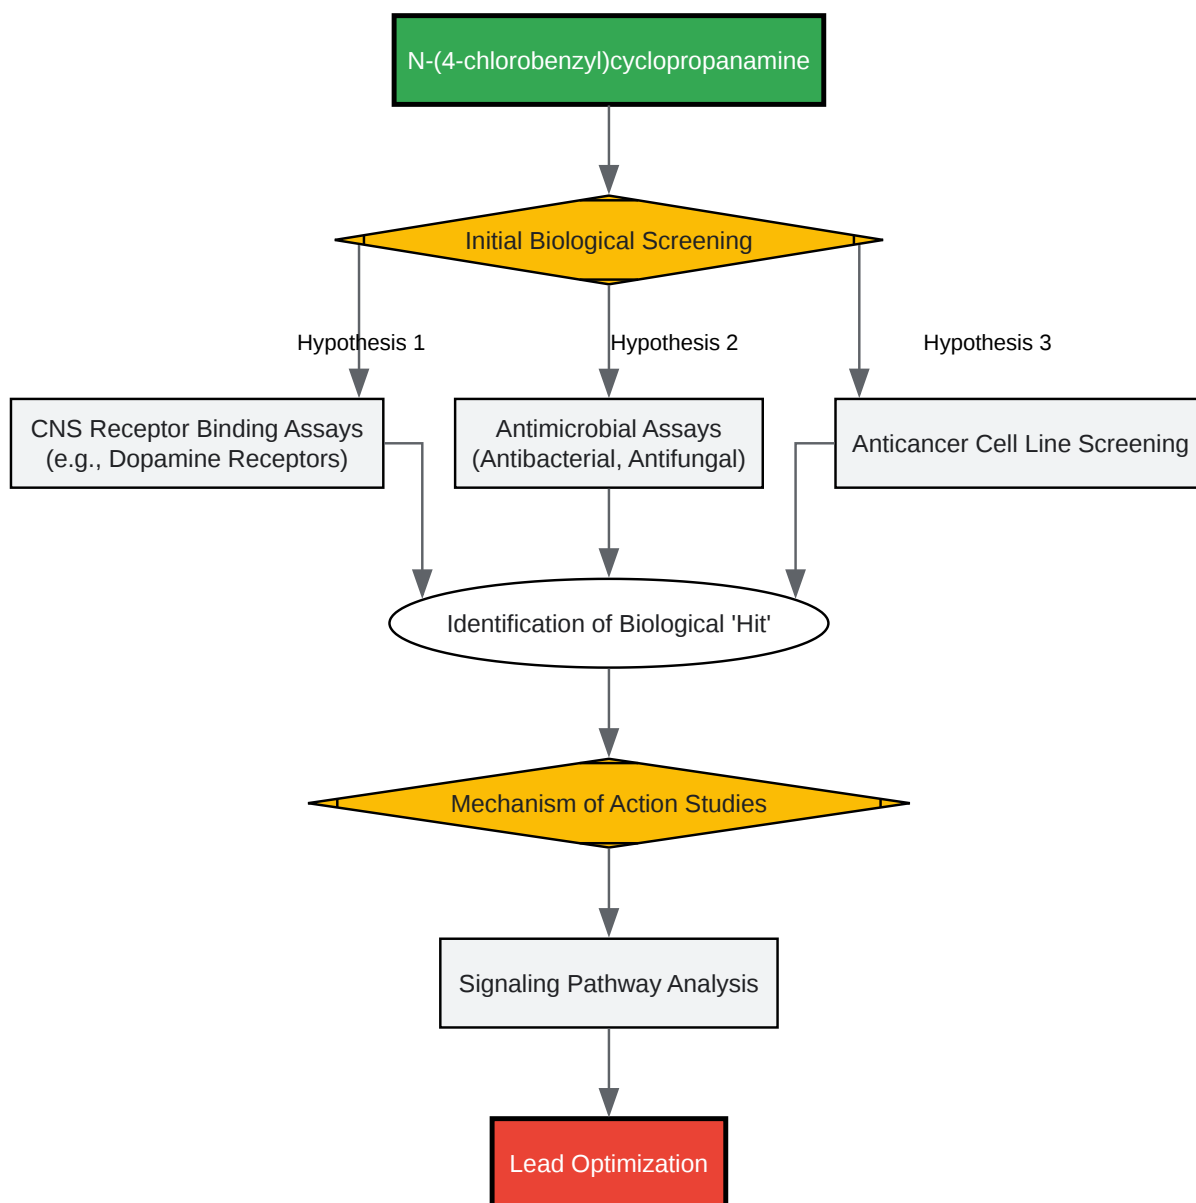 N-(4-chlorobenzyl)cyclopropanamine
Initial Biological Screening
Hypothesis 1
Hypothesis 2
Hypothesis 3
CNS Receptor Binding Assays
(e.g., Dopamine Receptors)
Antimicrobial Assays
(Antibacterial, Antifungal)
Anticancer Cell Line Screening
Identification of Biological 'Hit'
Mechanism of Action Studies
Signaling Pathway Analysis
Lead Optimization